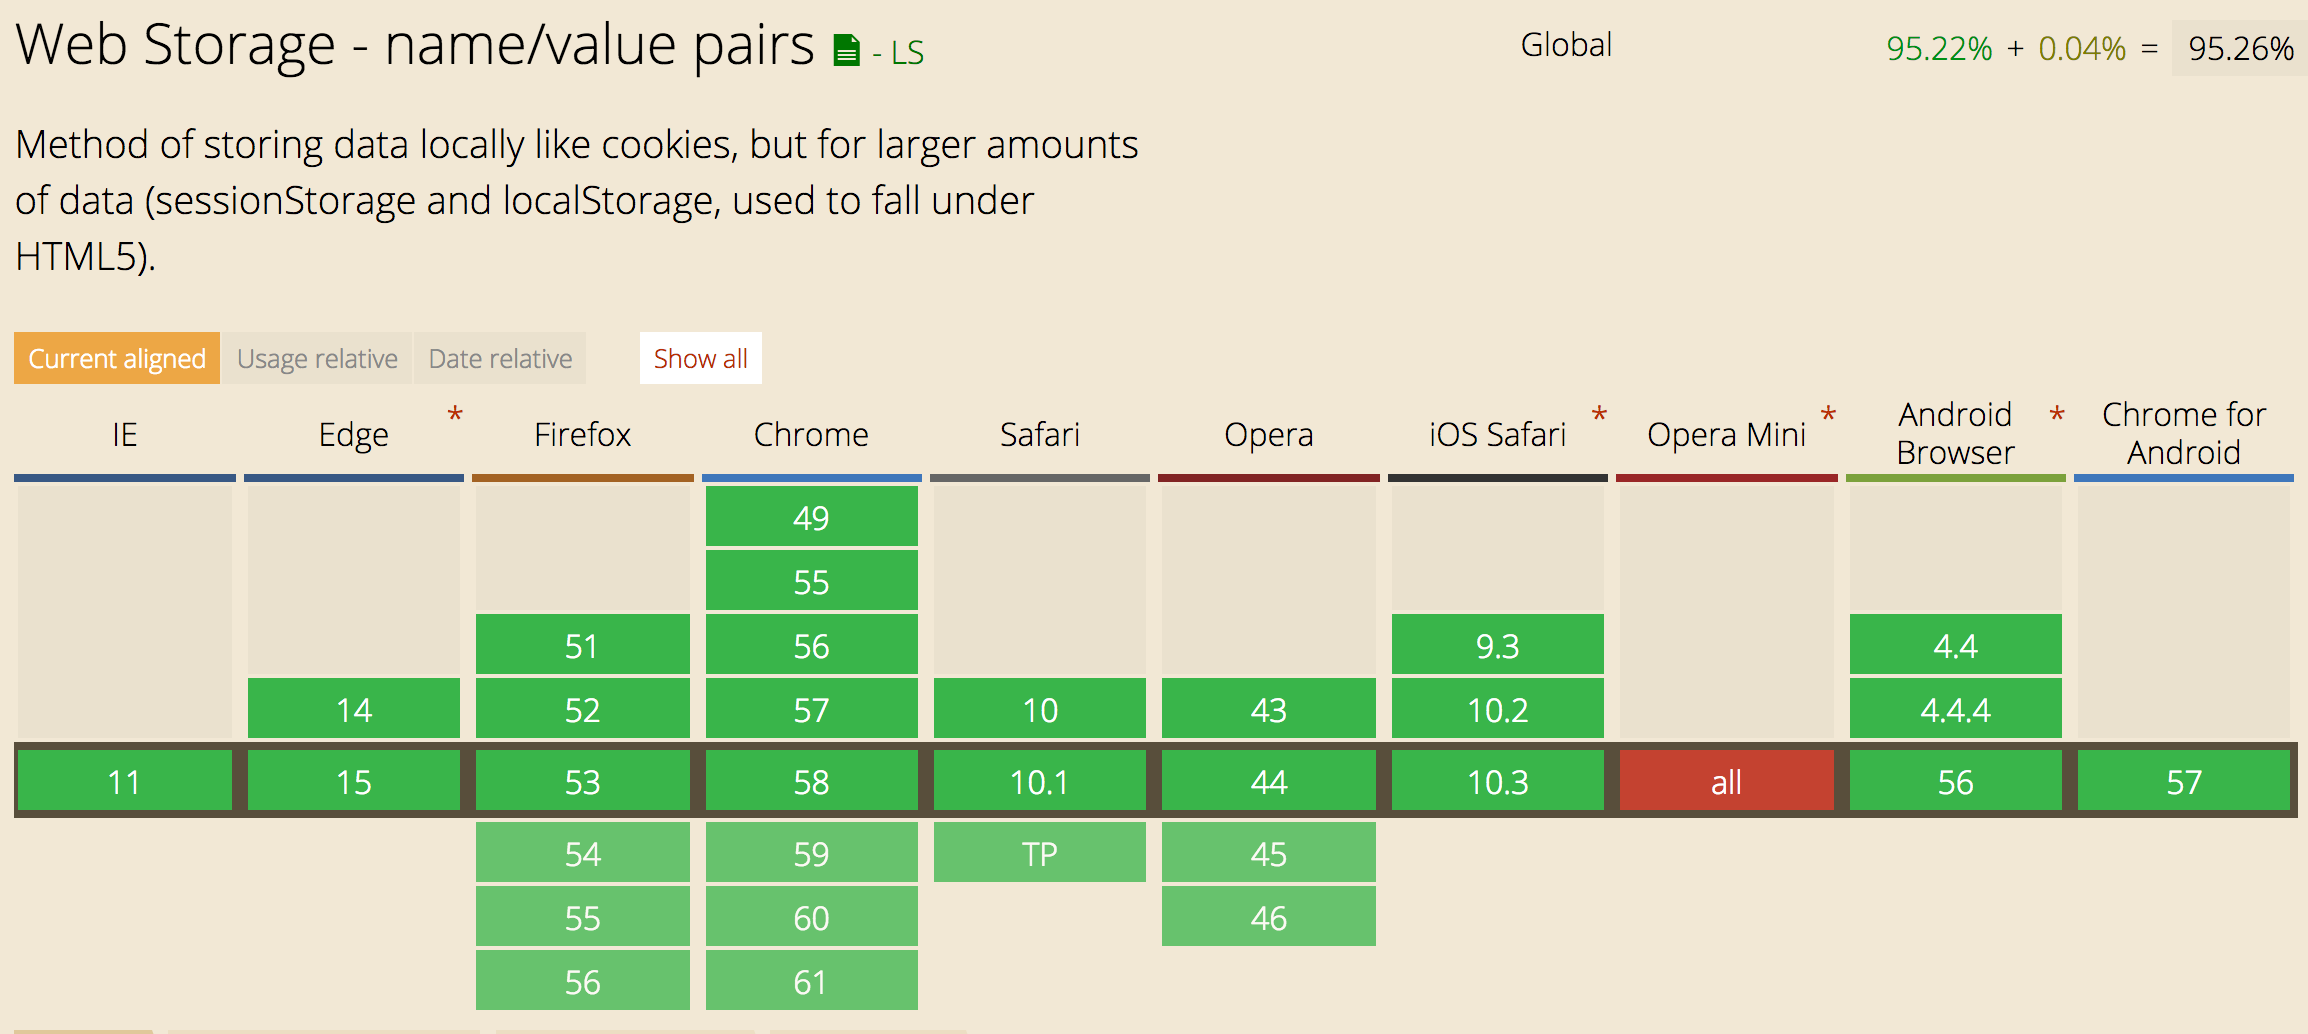 Web Storage - name/value pairs - LS
Global 95.22% + 0.04% = 95.26%
Method of storing data locally like cookies, but for larger amounts
of data (sessionStorage and localStorage, used to fall under
HTML5).
Current aligned Usage relative Date relative Show all
IE Edge * Firefox Chrome Safari Opera iOS Safari * Opera Mini * Android Browser * Chrome for Android
49
55
51 56 9.3 4.4
14 52 57 10 43 10.2 4.4.4
11 15 53 58 10.1 44 10.3 all 56 57
54 59 TP 45
55 60 46
56 61